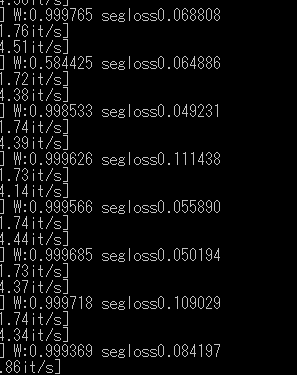 4.38it/s]
] W:0.999765 segloss0.068808
1.76it/s]
4.51it/s]
] W:0.584425 segloss0.064886
1.72it/s]
4.38it/s]
] W:0.998533 segloss0.049231
1.74it/s]
4.39it/s]
] W:0.999626 segloss0.111438
1.73it/s]
4.14it/s]
] W:0.999566 segloss0.055890
1.74it/s]
4.44it/s]
] W:0.999685 segloss0.050194
1.73it/s]
4.37it/s]
] W:0.999718 segloss0.109029
1.74it/s]
4.34it/s]
] W:0.999369 segloss0.084197
.86it/s]